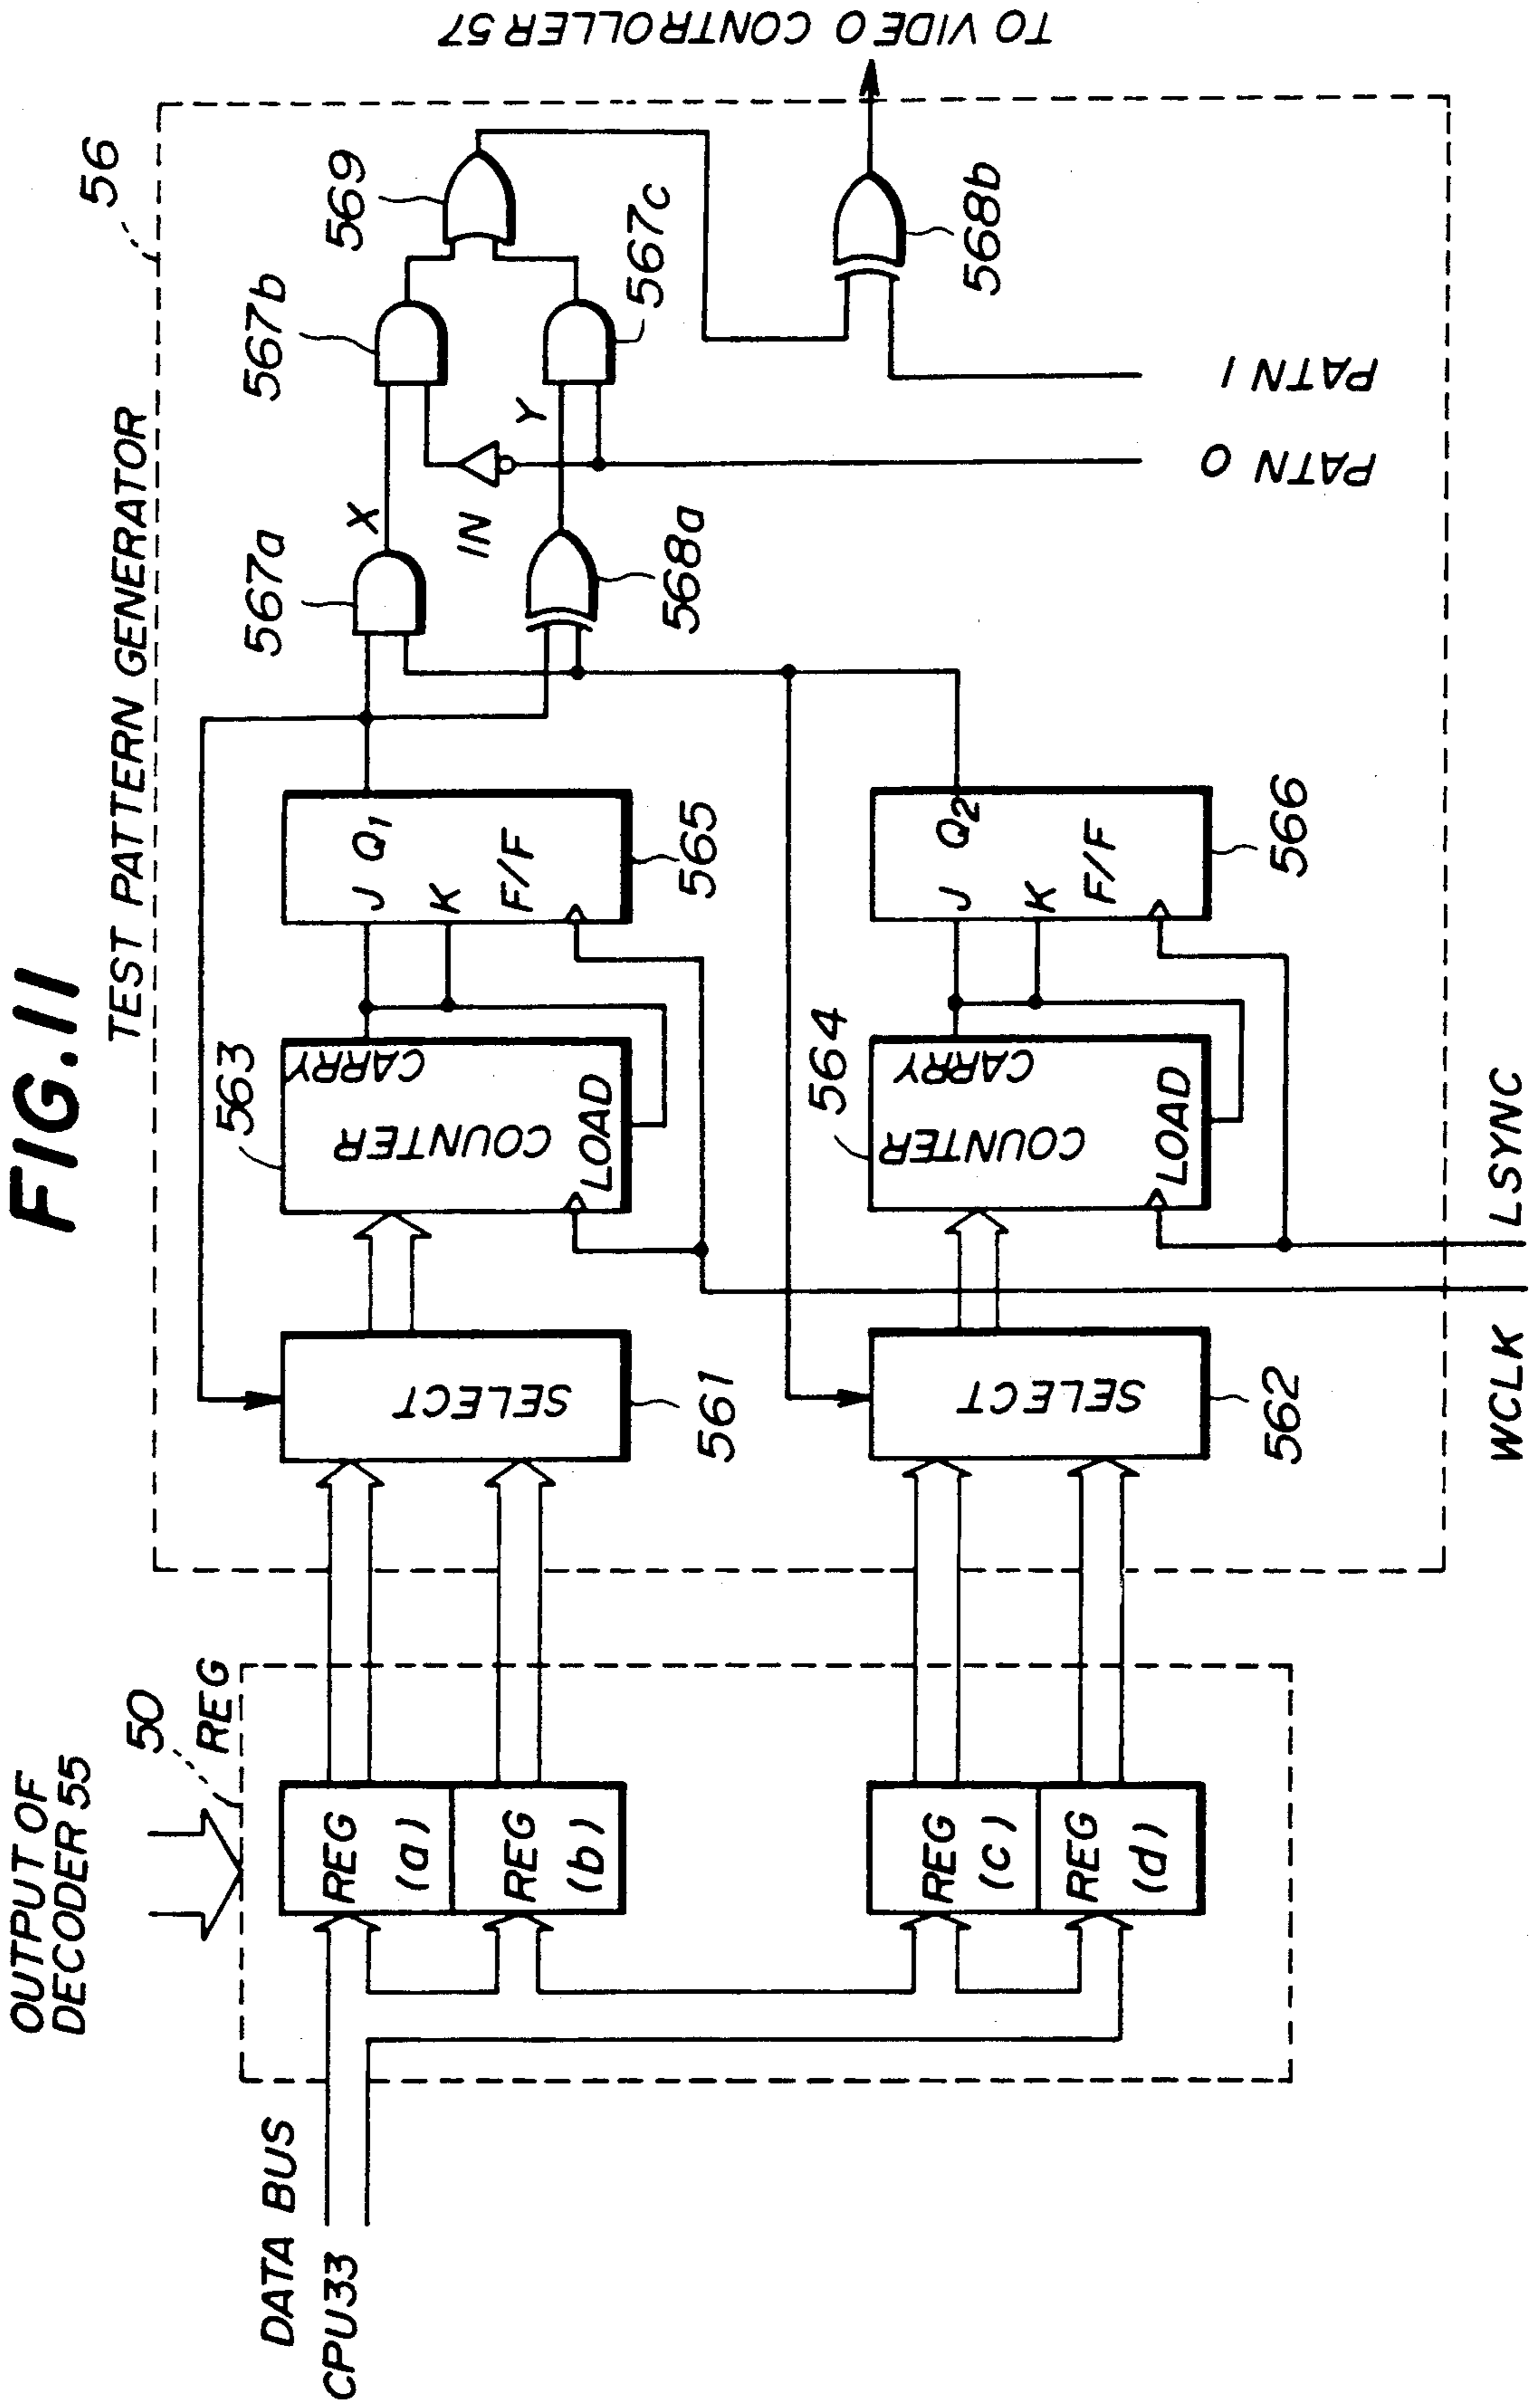 FIG.11
TEST PATTERN GENERATOR
56
OUTPUT OF
DECODER 55
50
REG
DATA BUS
CPU33
REG
(a)
REG
(b)
REG
(c)
REG
(d)
SELECT
561
SELECT
562
563
COUNTER
CARRY
LOAD
564
COUNTER
CARRY
LOAD
J Q1
K
F/F
565
J Q2
K
F/F
566
567a
X
IN
568a
Y
567b
567c
569
568b
PATN 0
PATN 1
WCLK
LSYNC
TO VIDEO CONTROLLER 57